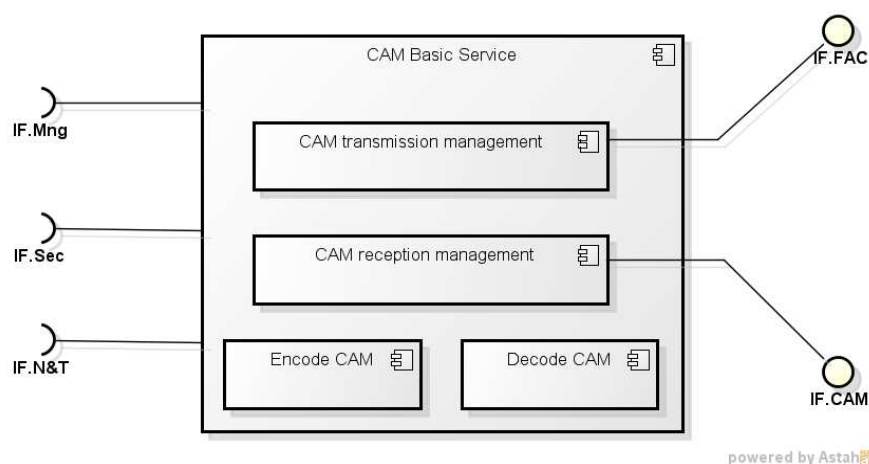 CAM Basic Service
IF.FAC
IF.Mng
CAM transmission management
IF.Sec
CAM reception management
IF.N&T
Encode CAM
Decode CAM
IF.CAM
powered by Astah